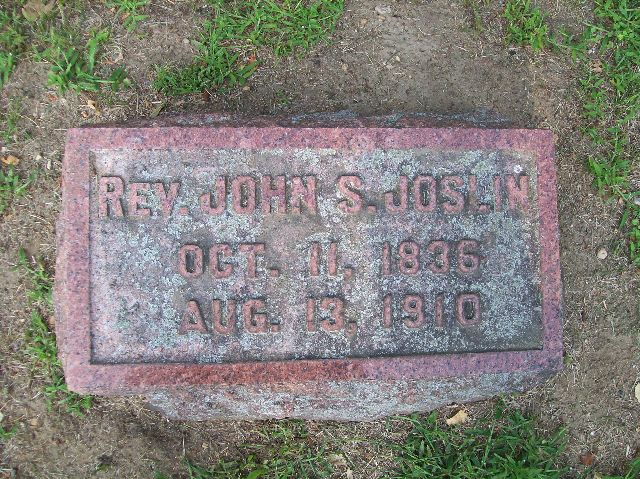 REV. JOHN S. JOSLIN
OCT. 11, 1836
AUG. 13, 1910